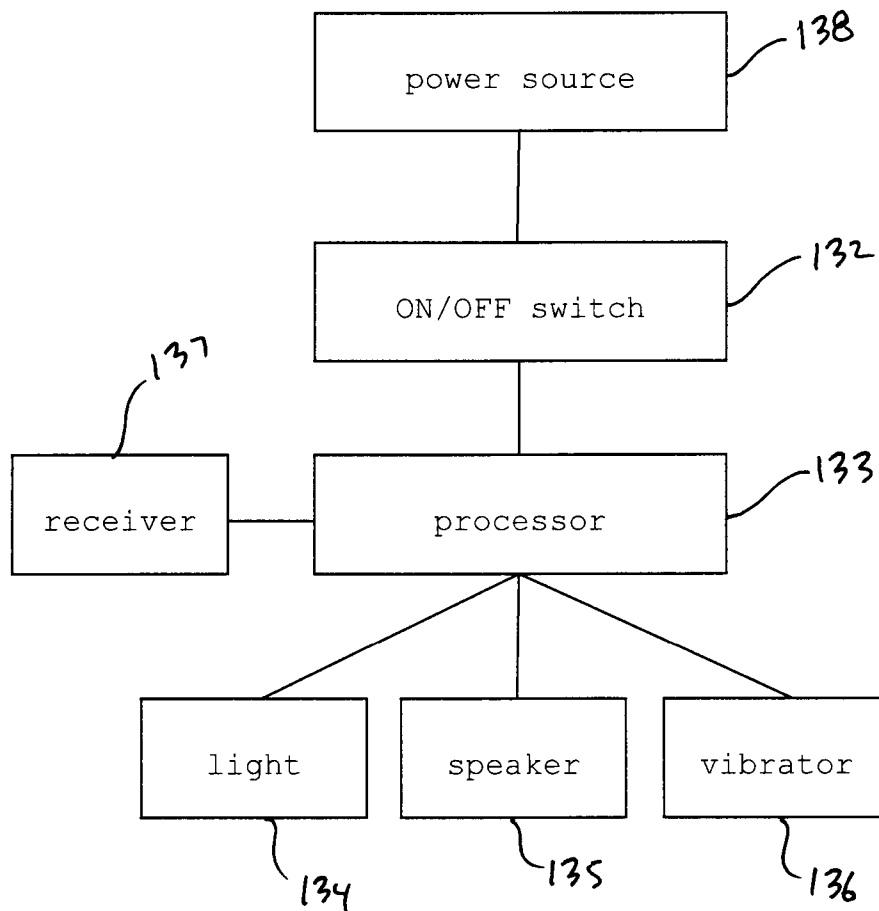 138
power source
132
ON/OFF switch
137
133
receiver
processor
light
speaker
vibrator
134
135
136